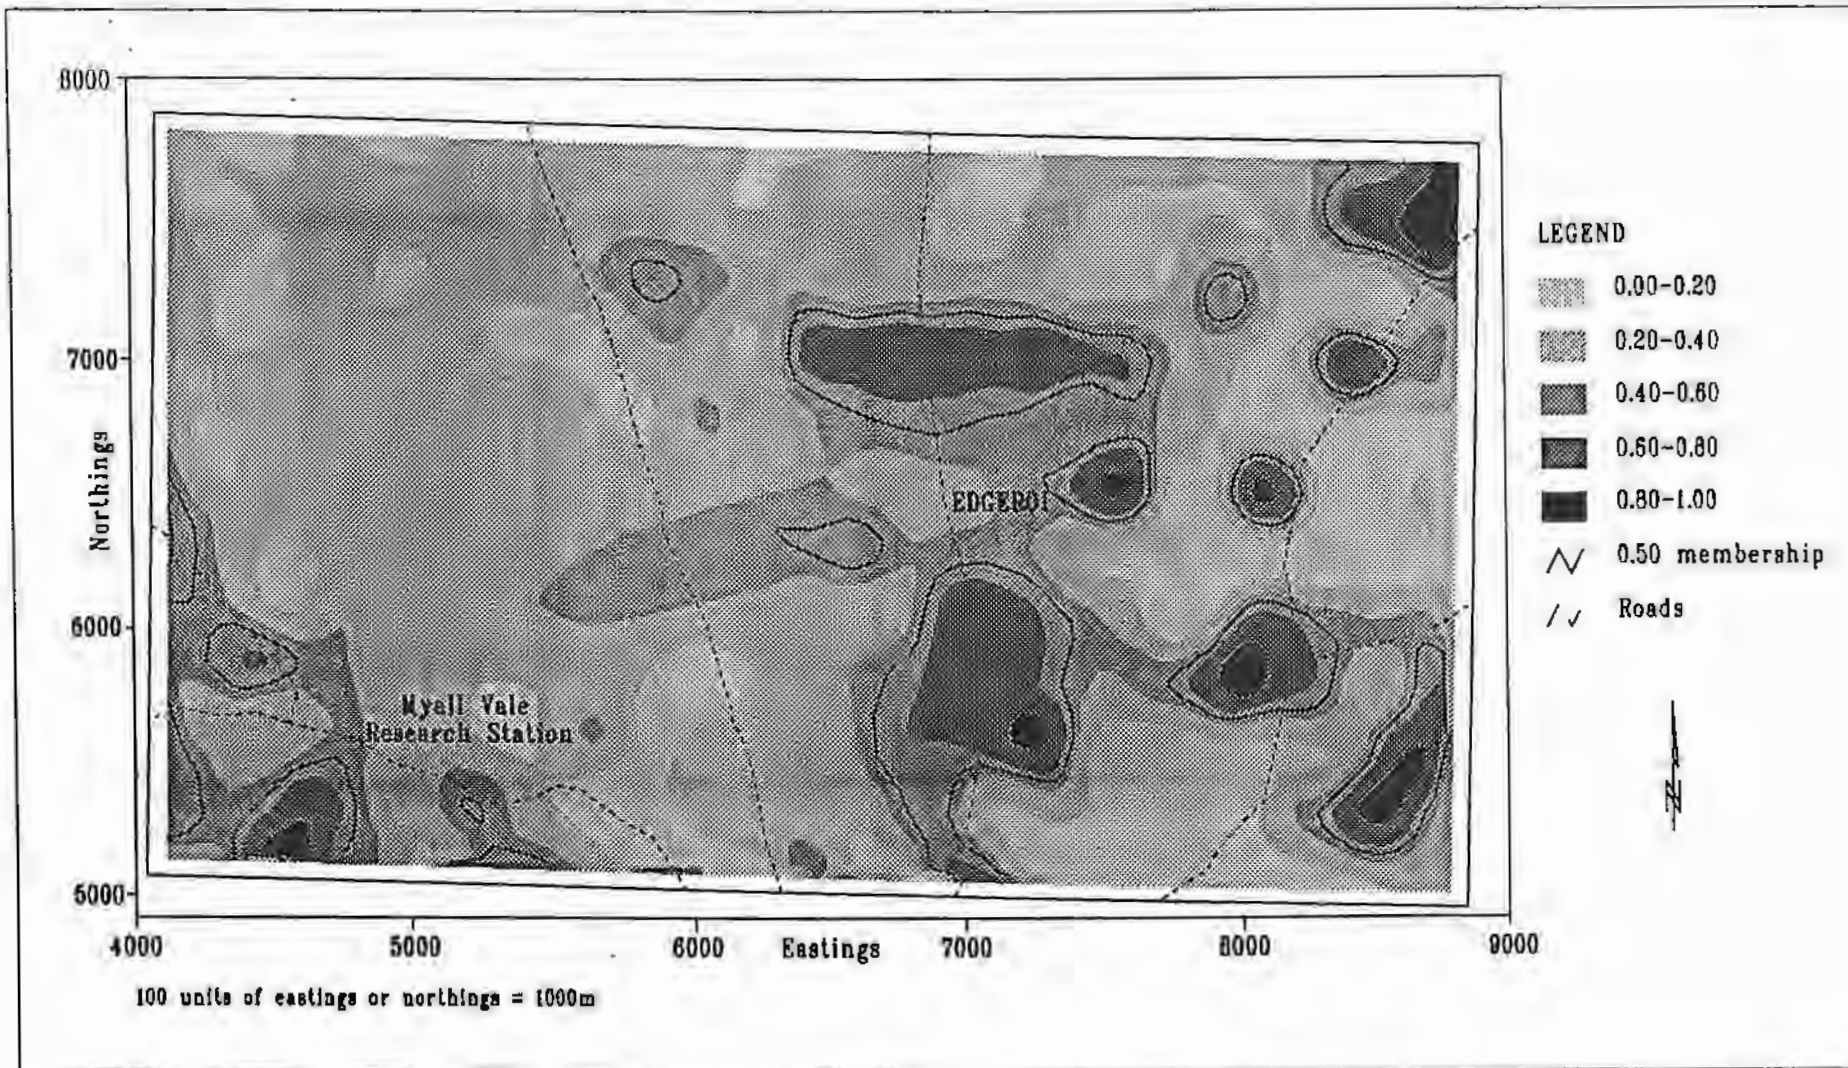 8000
7000
6000
5000
Northings
EDGEROI
Myall Vale
Research Station
4000
5000
6000
7000
8000
9000
Eastings
100 units of eastings or northings = 1000m
LEGEND
0.00-0.20
0.20-0.40
0.40-0.60
0.60-0.80
0.80-1.00
0.50 membership
Roads
N